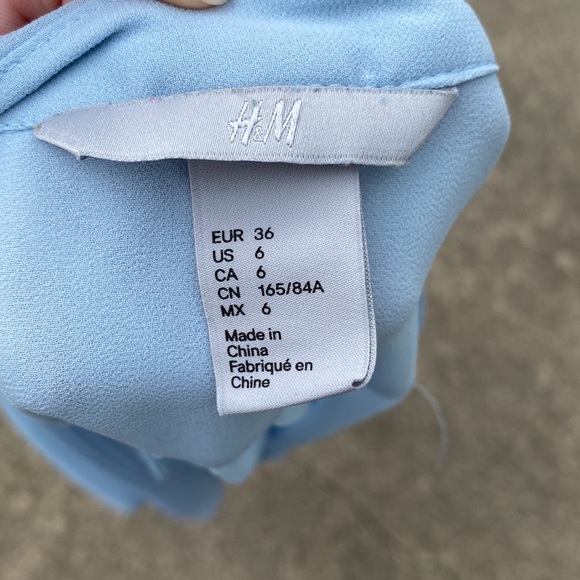 H&M
EUR 36
US 6
CA 6
CN 165/84A
MX 6
Made in
China
Fabriqué en
Chine